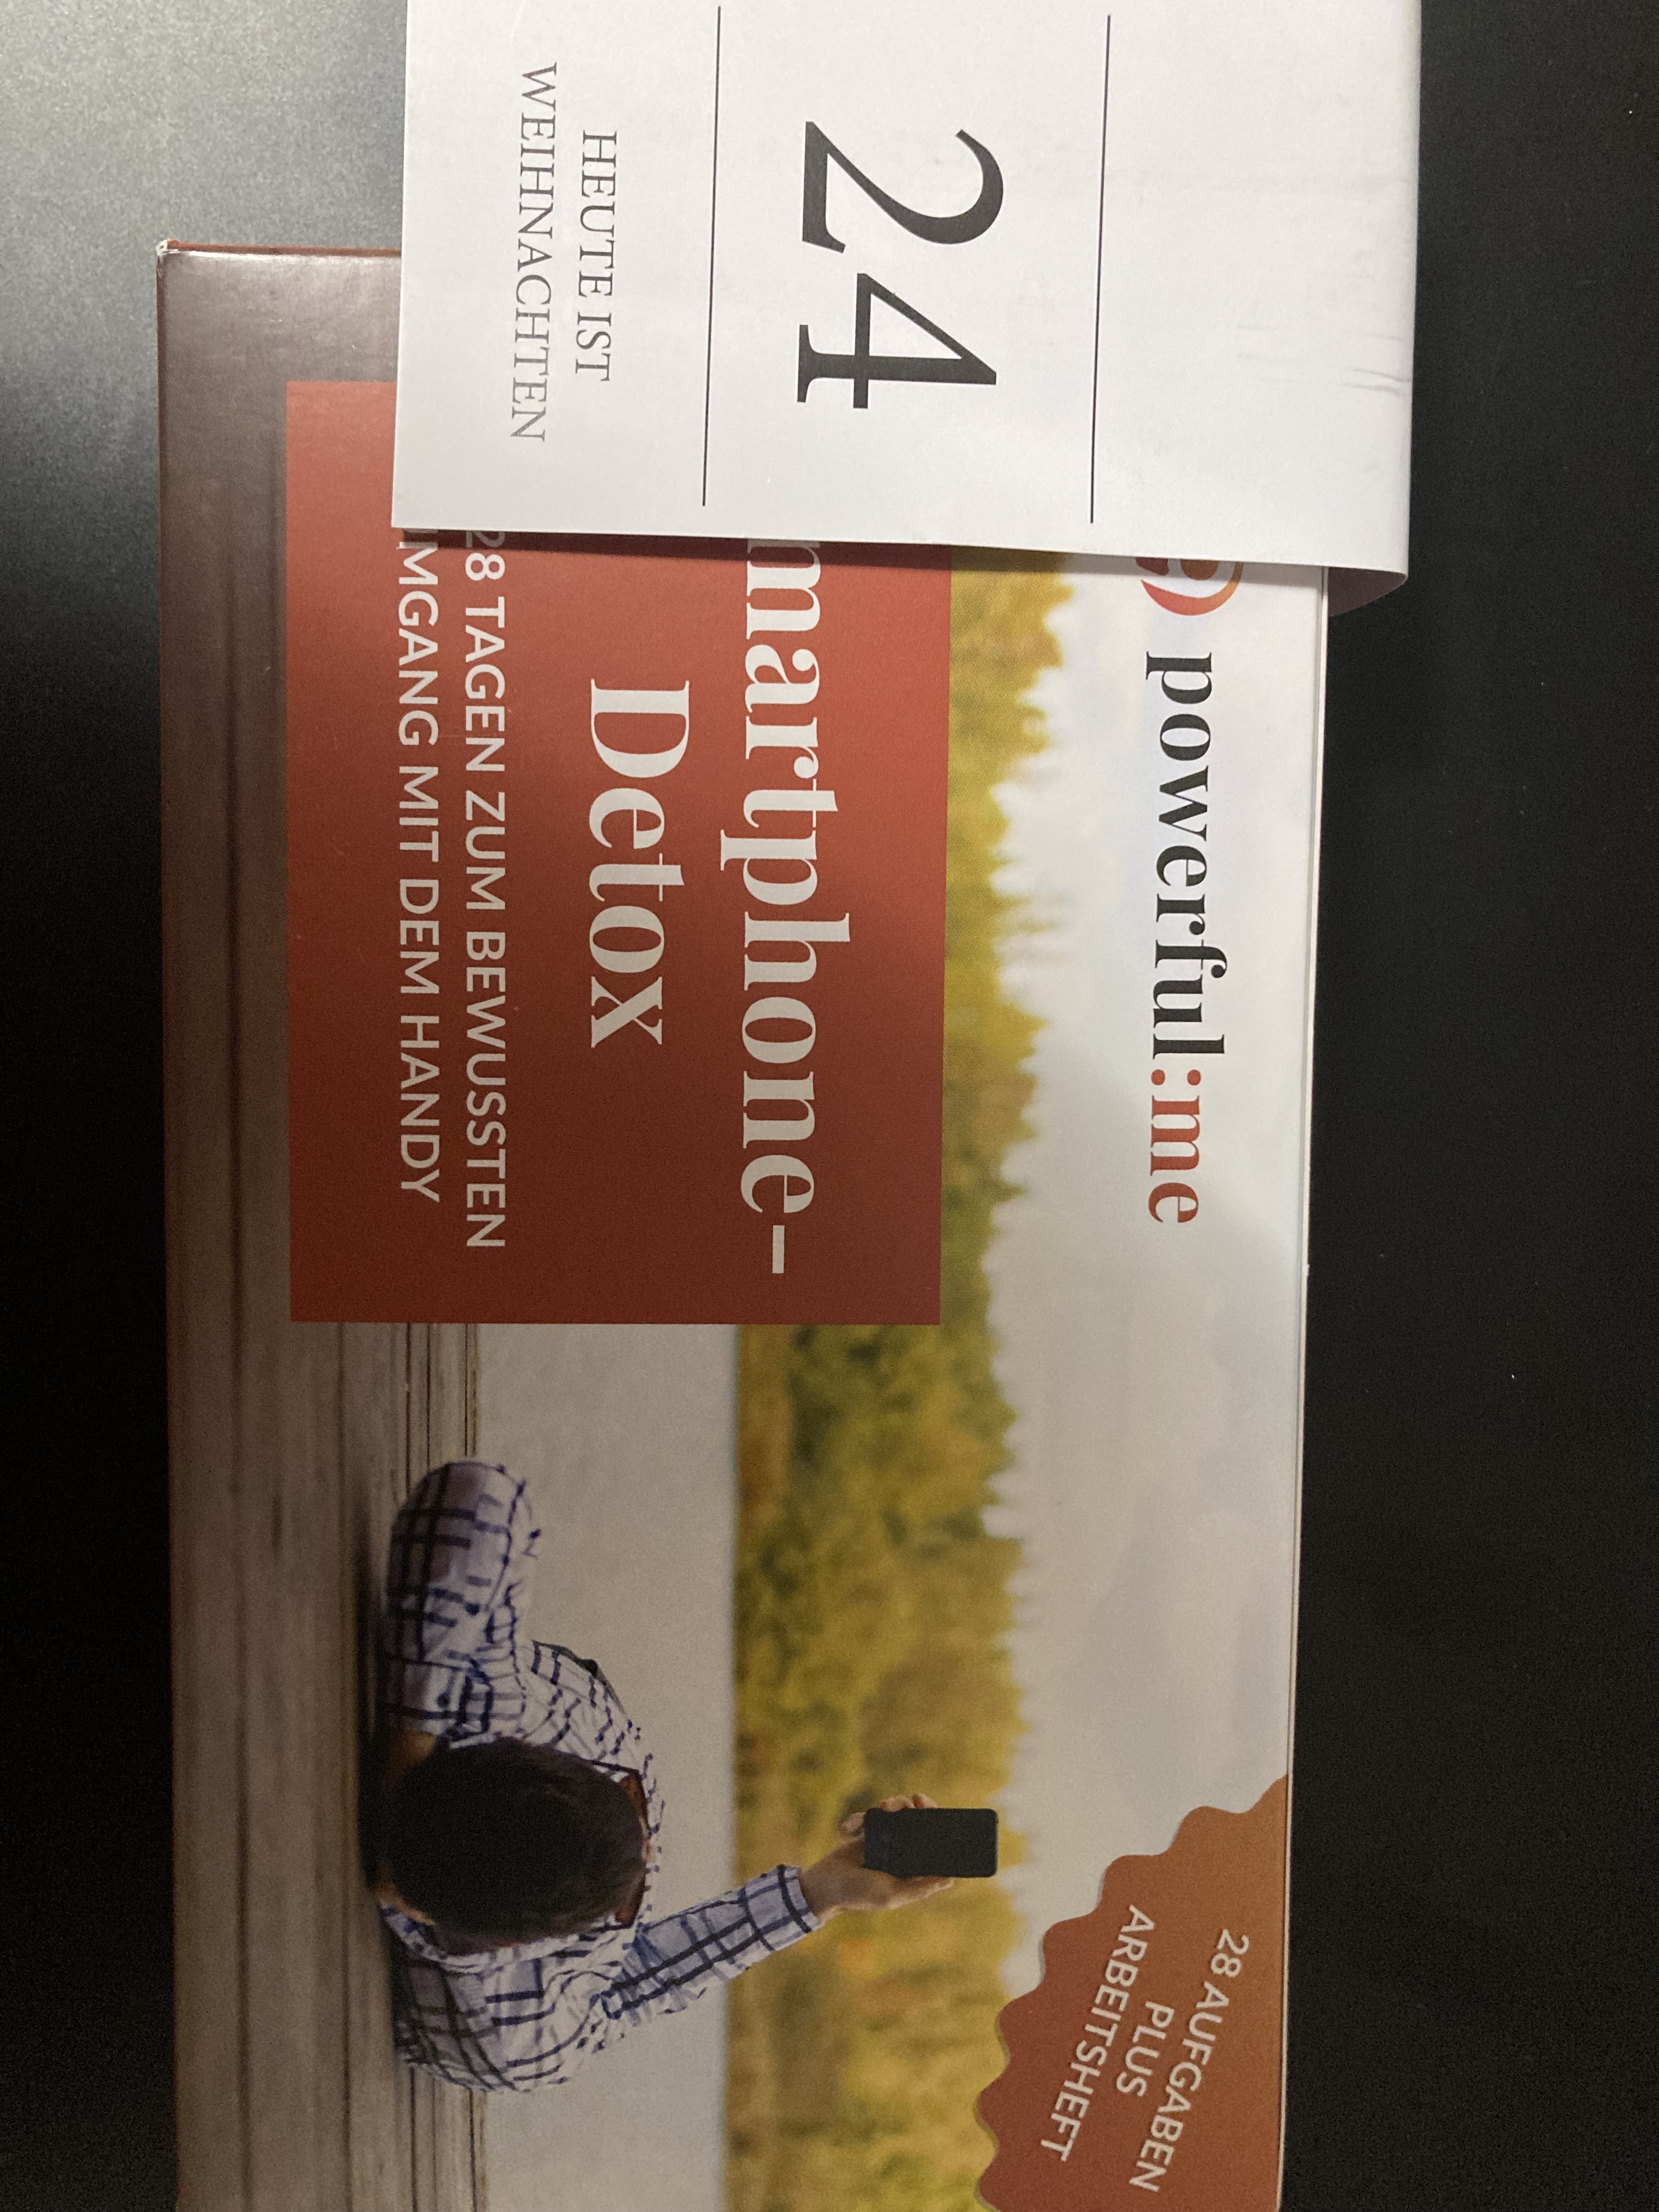 24
HEUTE IST
WEIHNACHTEN
powerful:me
martphone-
Detox
28 TAGEN ZUM BEWUSSTEN
MGANG MIT DEM HANDY
28 AUFGABEN
PLUS
ARBEITSHEFT